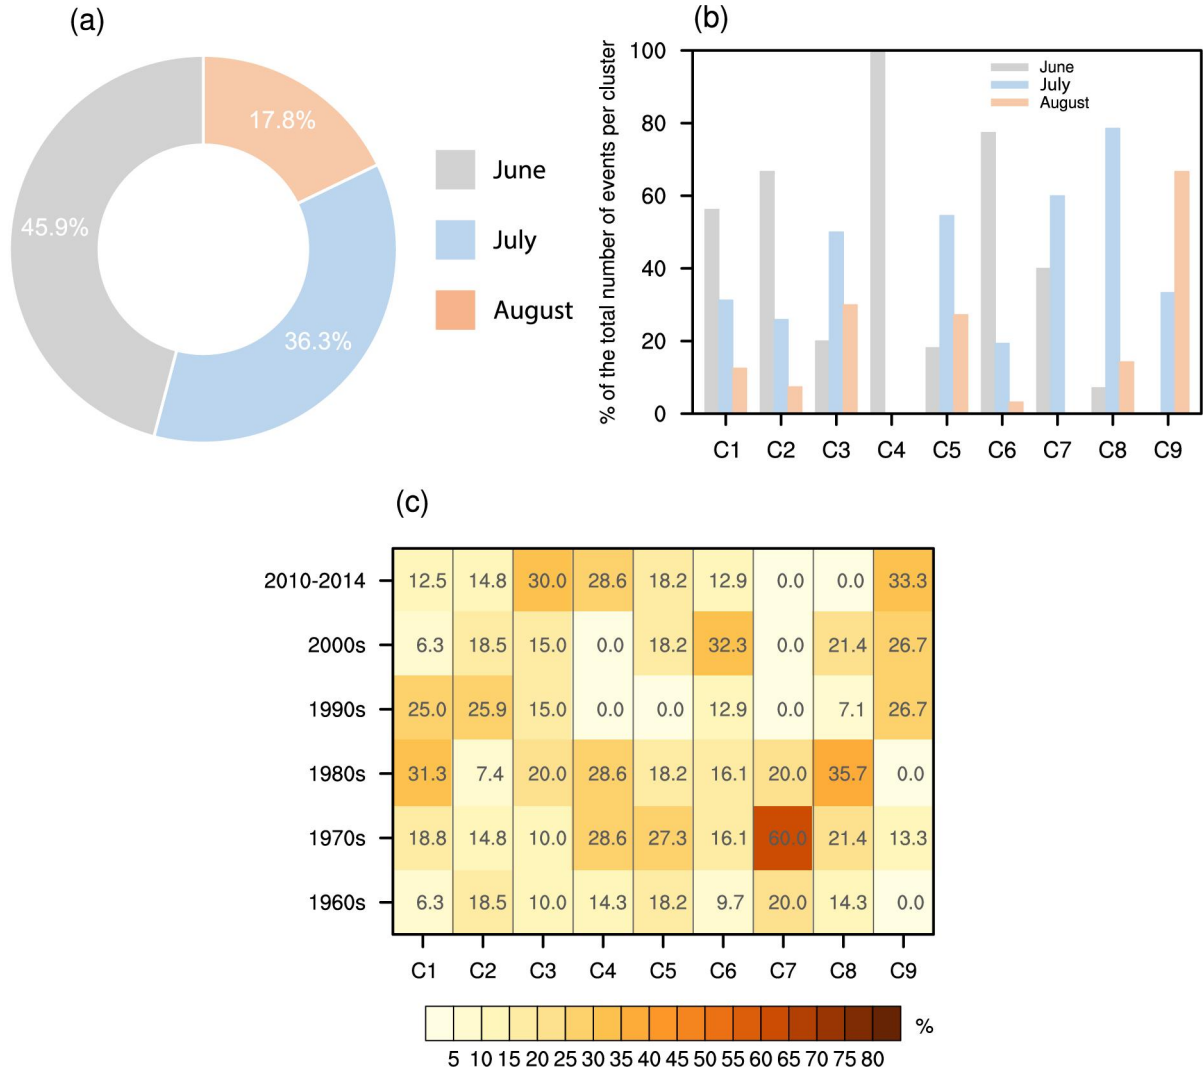 (a)
17.8%
45.9%
36.3%
June
July
August
(b)
% of the total number of events per cluster
100
80
60
40
20
0
June
July
August
C1 C2 C3 C4 C5 C6 C7 C8 C9
(c)
2010-2014 12.5 14.8 30.0 28.6 18.2 12.9 0.0 0.0 33.3
2000s 6.3 18.5 15.0 0.0 18.2 32.3 0.0 21.4 26.7
1990s 25.0 25.9 15.0 0.0 0.0 12.9 0.0 7.1 26.7
1980s 31.3 7.4 20.0 28.6 18.2 16.1 20.0 35.7 0.0
1970s 18.8 14.8 10.0 28.6 27.3 16.1 60.0 21.4 13.3
1960s 6.3 18.5 10.0 14.3 18.2 9.7 20.0 14.3 0.0
C1 C2 C3 C4 C5 C6 C7 C8 C9
%
5 10 15 20 25 30 35 40 45 50 55 60 65 70 75 80